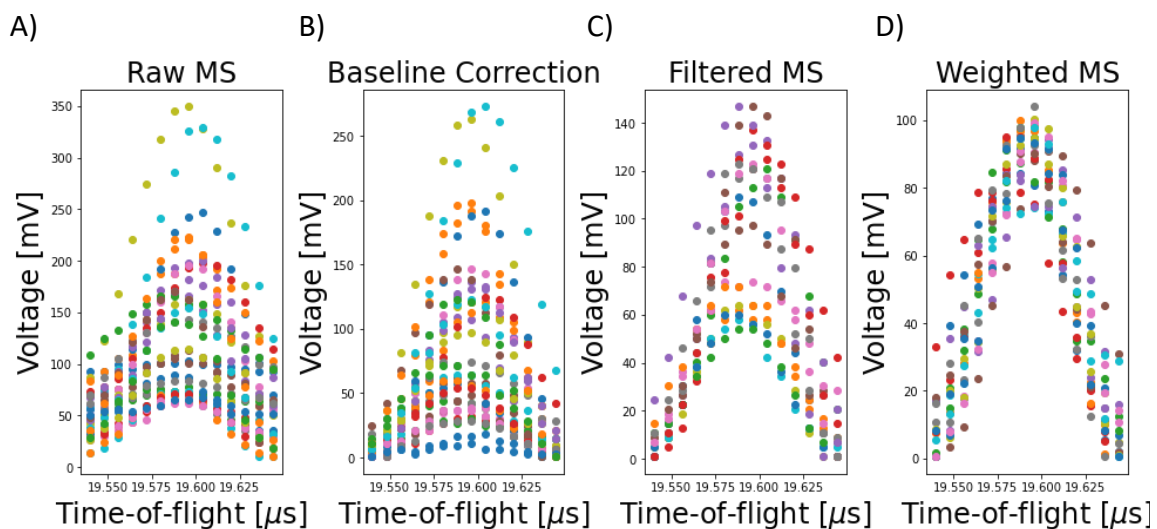 A)
Raw MS
Voltage [mV]
350
300
250
200
150
100
50
0
19.550
19.575
19.600
19.625
Time-of-flight [μs]
B)
Baseline Correction
Voltage [mV]
250
200
150
100
50
0
19.550
19.575
19.600
19.625
Time-of-flight [μs]
C)
Filtered MS
Voltage [mV]
140
120
100
80
60
40
20
0
19.550
19.575
19.600
19.625
Time-of-flight [μs]
D)
Weighted MS
Voltage [mV]
100
80
60
40
20
0
19.550
19.575
19.600
19.625
Time-of-flight [μs]